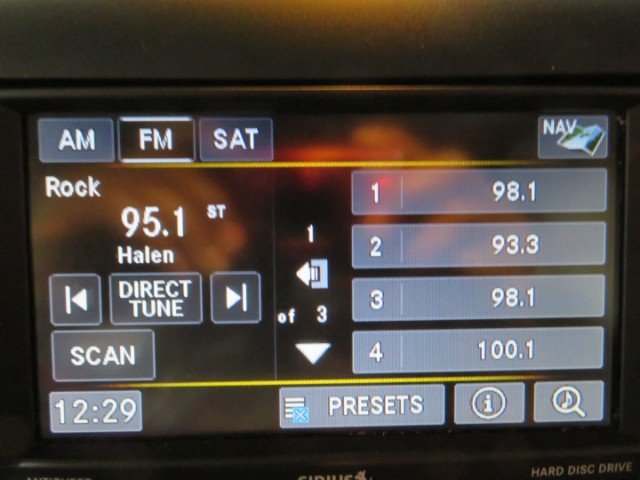 AM FM SAT NAV
Rock
95.1 ST
Halen
DIRECT
TUNE
SCAN
12:29
1
of 3
1 98.1
2 93.3
3 98.1
4 100.1
PRESETS
SIRIUS
HARD DISC DRIVE